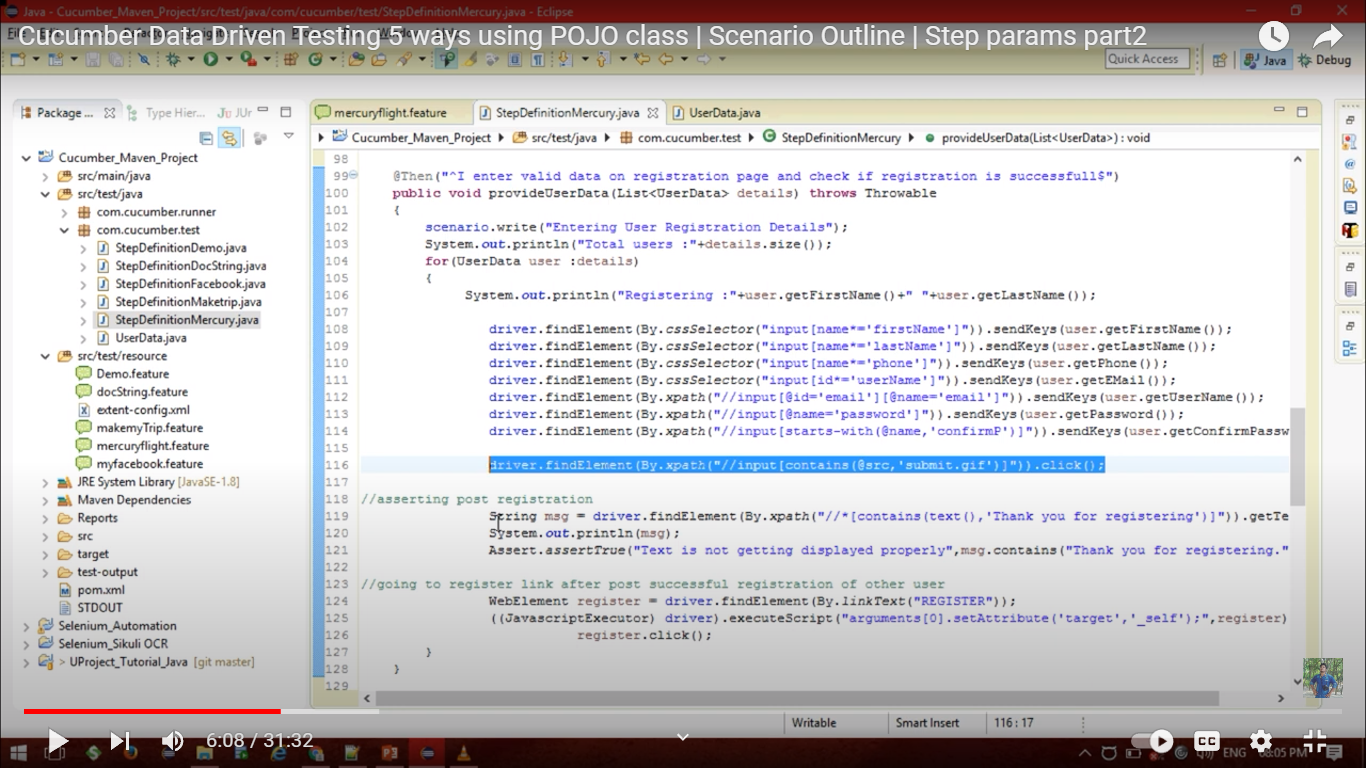 Java - Cucumber_Maven_Project/src/test/java/com/cucumber/test/StepDefinitionMercury.java - Eclipse
Cucumber Data Driven Testing 5 ways using POJO class | Scenario Outline | Step params part2
Quick Access
Java
Debug
Package ...
Type Hier...
JUr
mercuryflight.feature
StepDefinitionMercury.java
UserData.java
Cucumber_Maven_Project
src/test/java
com.cucumber.test
StepDefinitionMercury
provideUserData(List<UserData>) : void
Cucumber_Maven_Project
src/main/java
src/test/java
com.cucumber.runner
com.cucumber.test
StepDefinitionDemo.java
StepDefinitionDocString.java
StepDefinitionFacebook.java
StepDefinitionMaketrip.java
StepDefinitionMercury.java
UserData.java
src/test/resource
Demo.feature
docString.feature
extent-config.xml
makemyTrip.feature
mercuryflight.feature
myfacebook.feature
JRE System Library [JavaSE-1.8]
Maven Dependencies
Reports
src
target
test-output
pom.xml
STDOUT
Selenium_Automation
Selenium_Sikuli OCR
> UProject_Tutorial_Java [git master]
98
99 @Then("^I enter valid data on registration page and check if registration is successfull$")
100 public void provideUserData(List<UserData> details) throws Throwable
101 {
102 scenario.write("Entering User Registration Details");
103 System.out.println("Total users :"+details.size());
104 for(UserData user :details)
105 {
106 System.out.println("Registering :"+user.getFirstName()+" "+user.getLastName());
107
108 driver.findElement(By.cssSelector("input[name*='firstName']")).sendKeys(user.getFirstName());
109 driver.findElement(By.cssSelector("input[name*='lastName']")).sendKeys(user.getLastName());
110 driver.findElement(By.cssSelector("input[name*='phone']")).sendKeys(user.getPhone());
111 driver.findElement(By.cssSelector("input[id*='userName']")).sendKeys(user.getEMail());
112 driver.findElement(By.xpath("//input[@id='email'][@name='email']")).sendKeys(user.getUserName());
113 driver.findElement(By.xpath("//input[@name='password']")).sendKeys(user.getPassword());
114 driver.findElement(By.xpath("//input[starts-with(@name,'confirmP')]")).sendKeys(user.getConfirmPassw
115
116 driver.findElement(By.xpath("//input[contains(@src,'submit.gif')]")).click();
117
118 //asserting post registration
119 String msg = driver.findElement(By.xpath("//*[contains(text(),'Thank you for registering')]")).getTe
120 System.out.println(msg);
121 Assert.assertTrue("Text is not getting displayed properly",msg.contains("Thank you for registering."
122
123 //going to register link after post successful registration of other user
124 WebElement register = driver.findElement(By.linkText("REGISTER"));
125 ((JavascriptExecutor) driver).executeScript("arguments[0].setAttribute('target','_self');",register)
126 register.click();
127 }
128 }
129
Writable
Smart Insert
116 : 17
6:08 / 31:32
CC
ENG